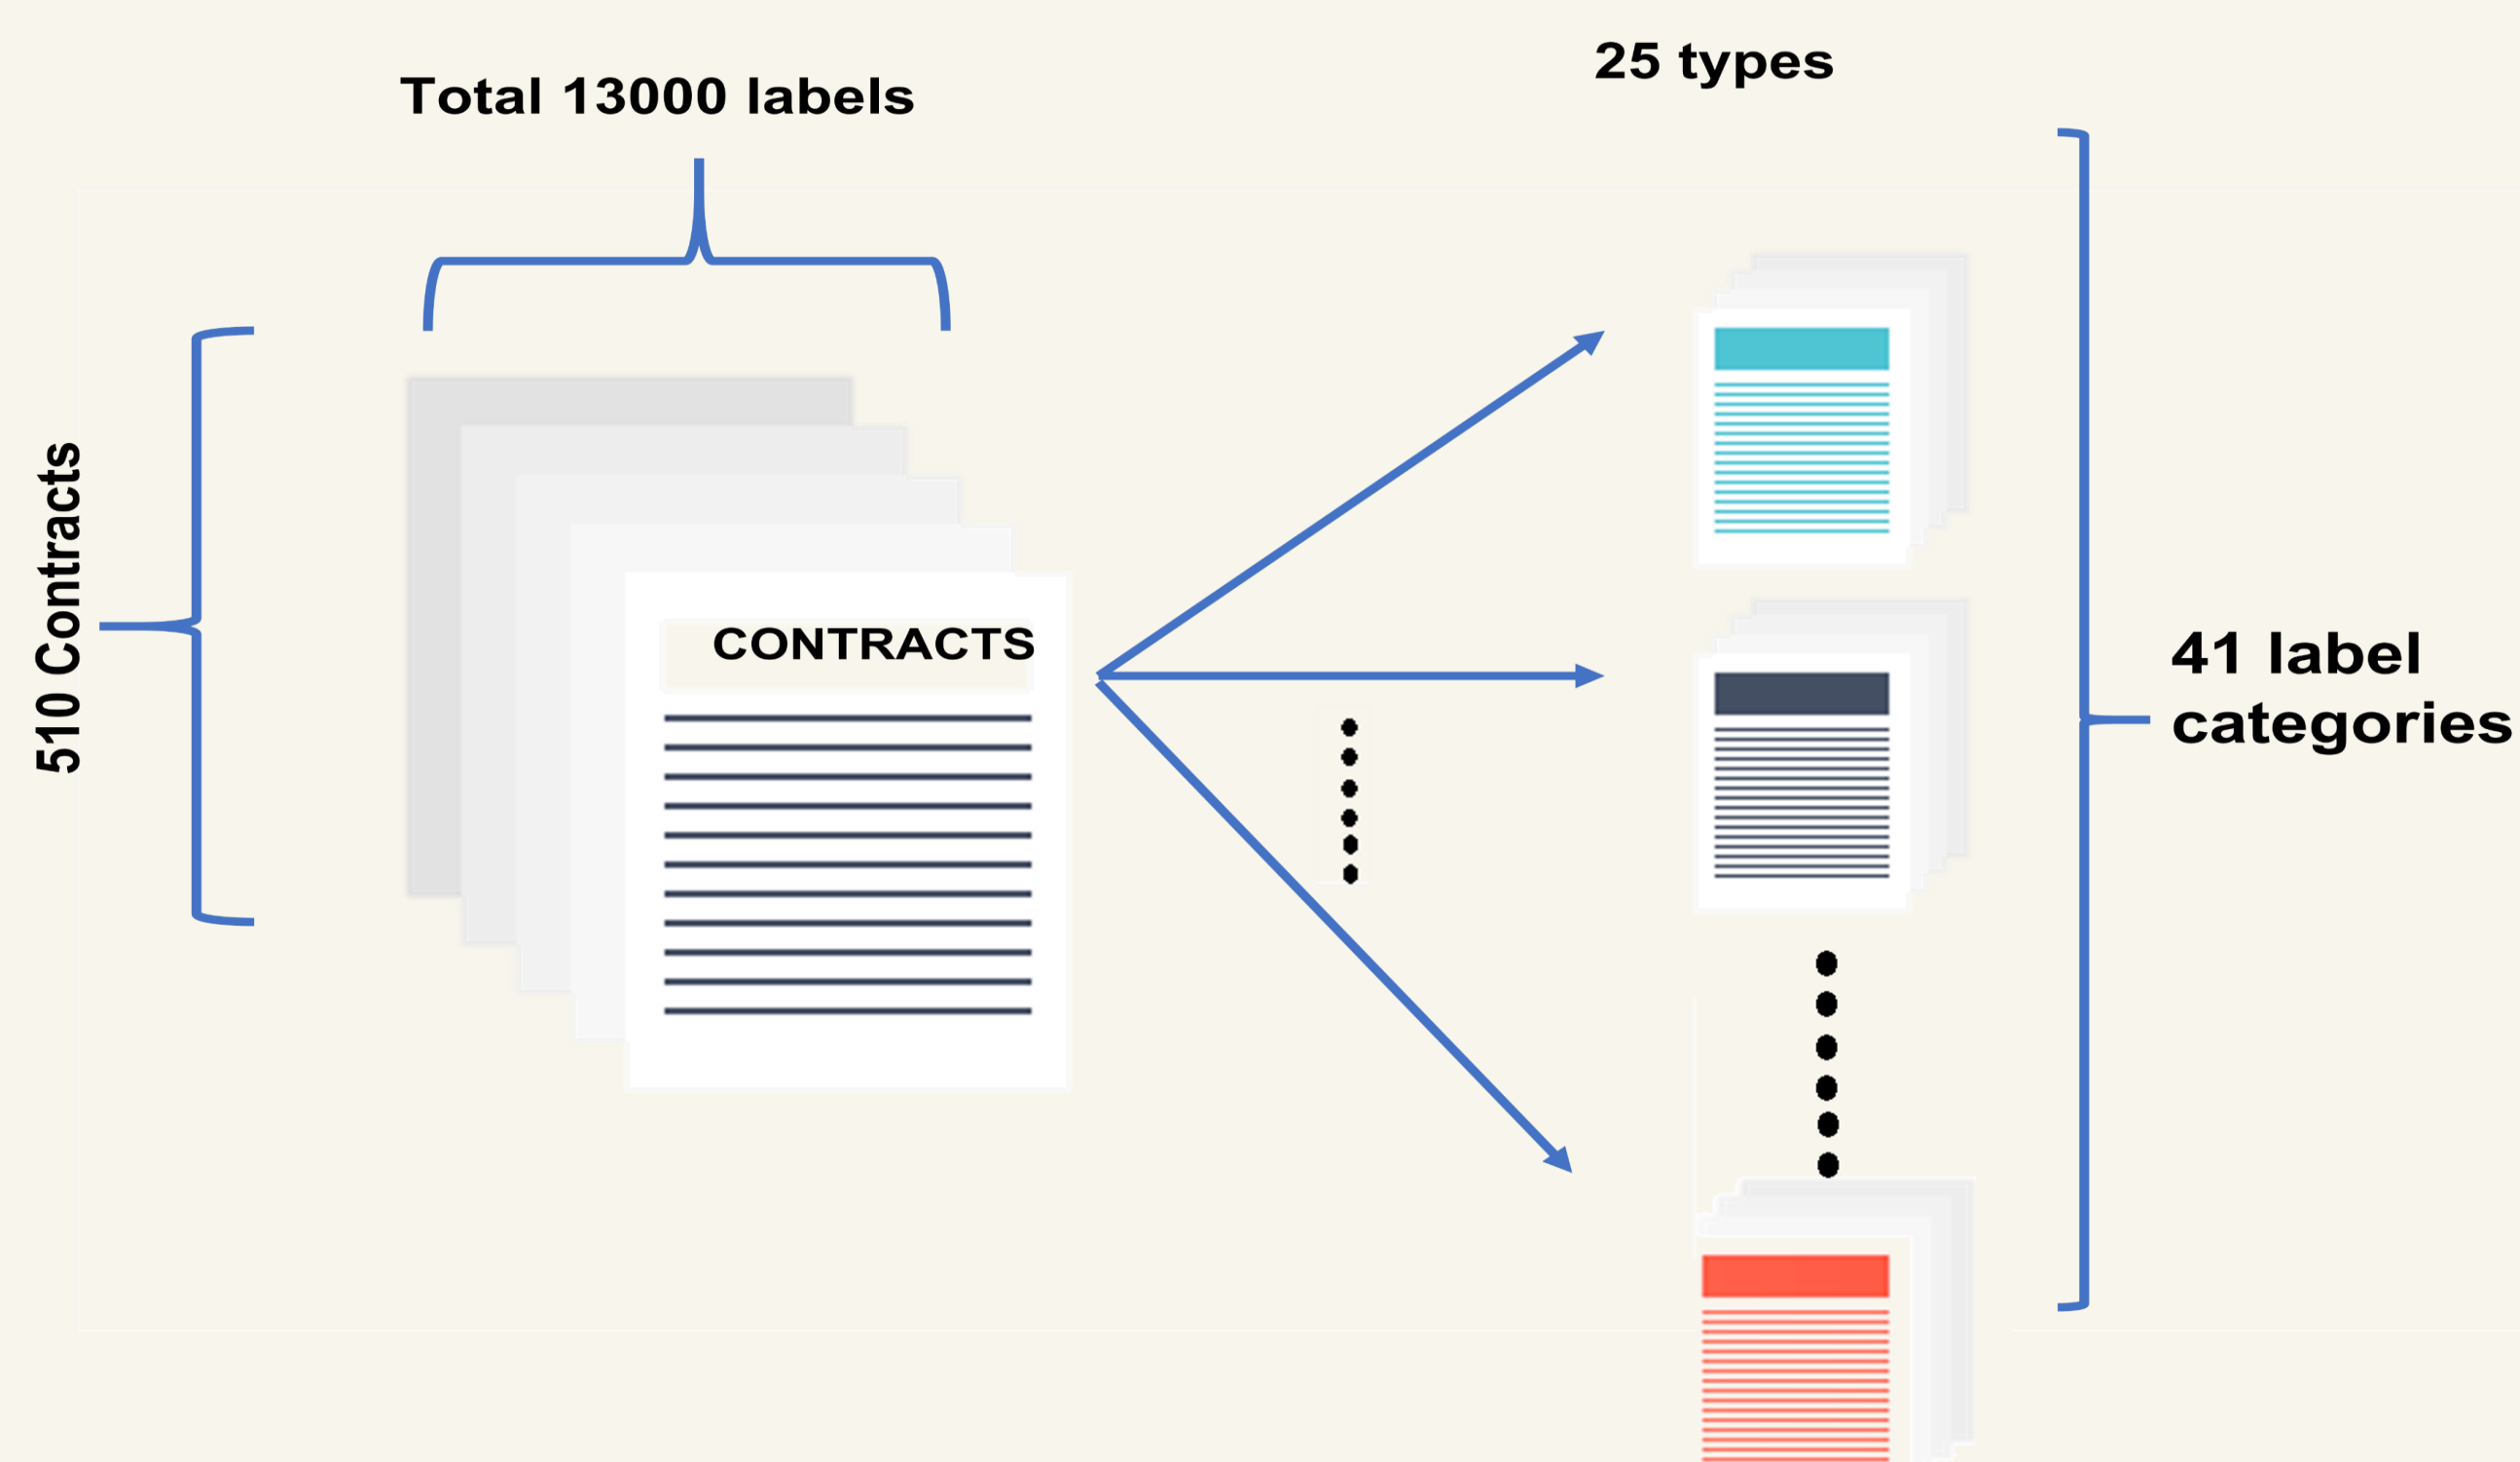 Total 13000 labels
25 types
510 Contracts
CONTRACTS
41 label
categories